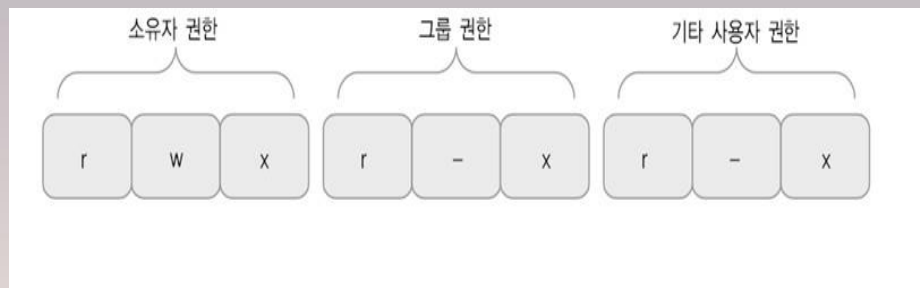 소유자 권한 그룹 권한 기타 사용자 권한
r w x r – x r – x